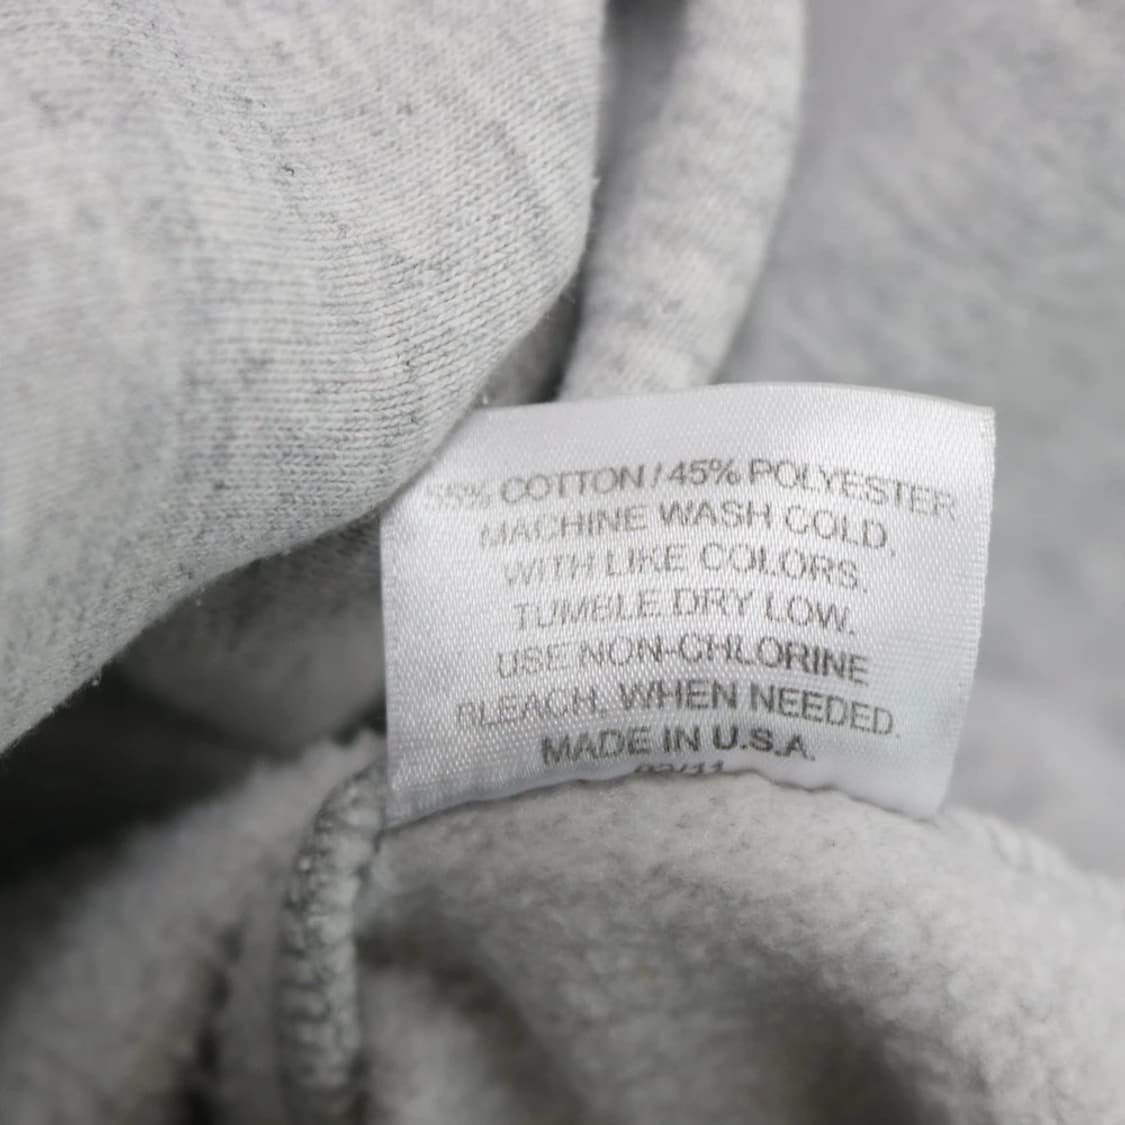 55% COTTON / 45% POLYESTER
MACHINE WASH COLD,
WITH LIKE COLORS.
TUMBLE DRY LOW.
USE NON-CHLORINE
BLEACH, WHEN NEEDED.
MADE IN U.S.A.